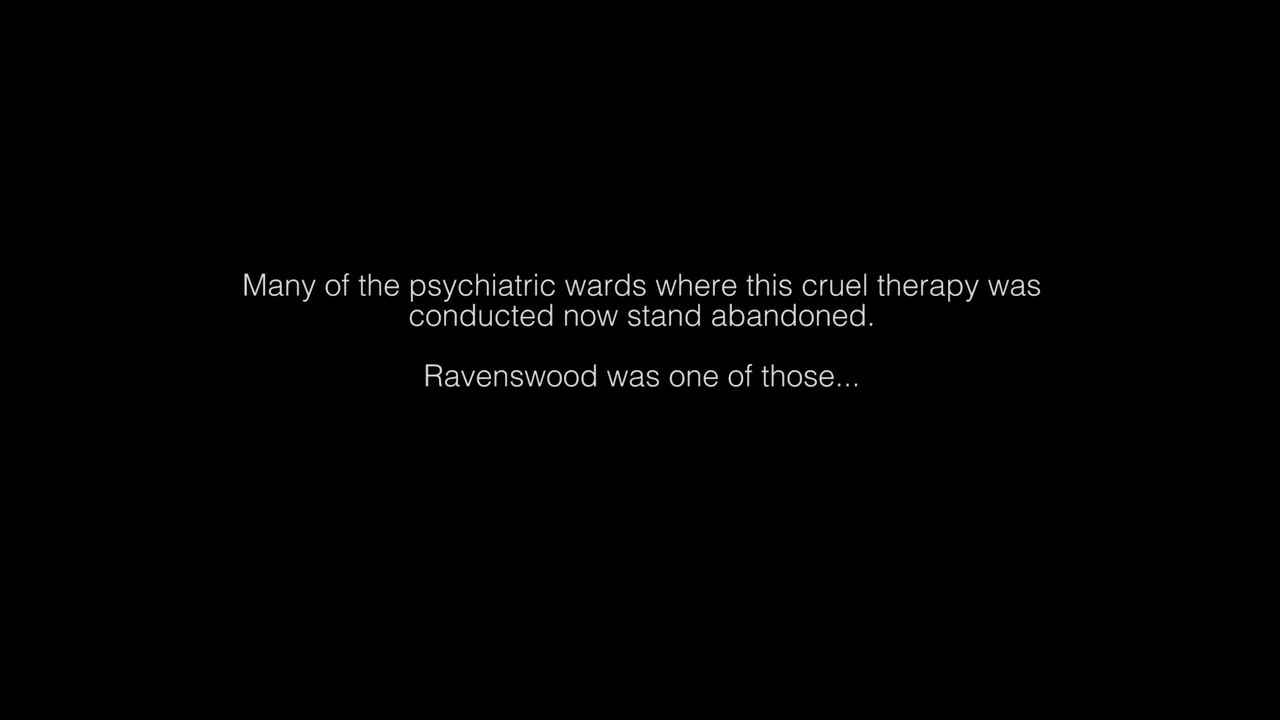 Many of the psychiatric wards where this cruel therapy was
conducted now stand abandoned.
Ravenswood was one of those...